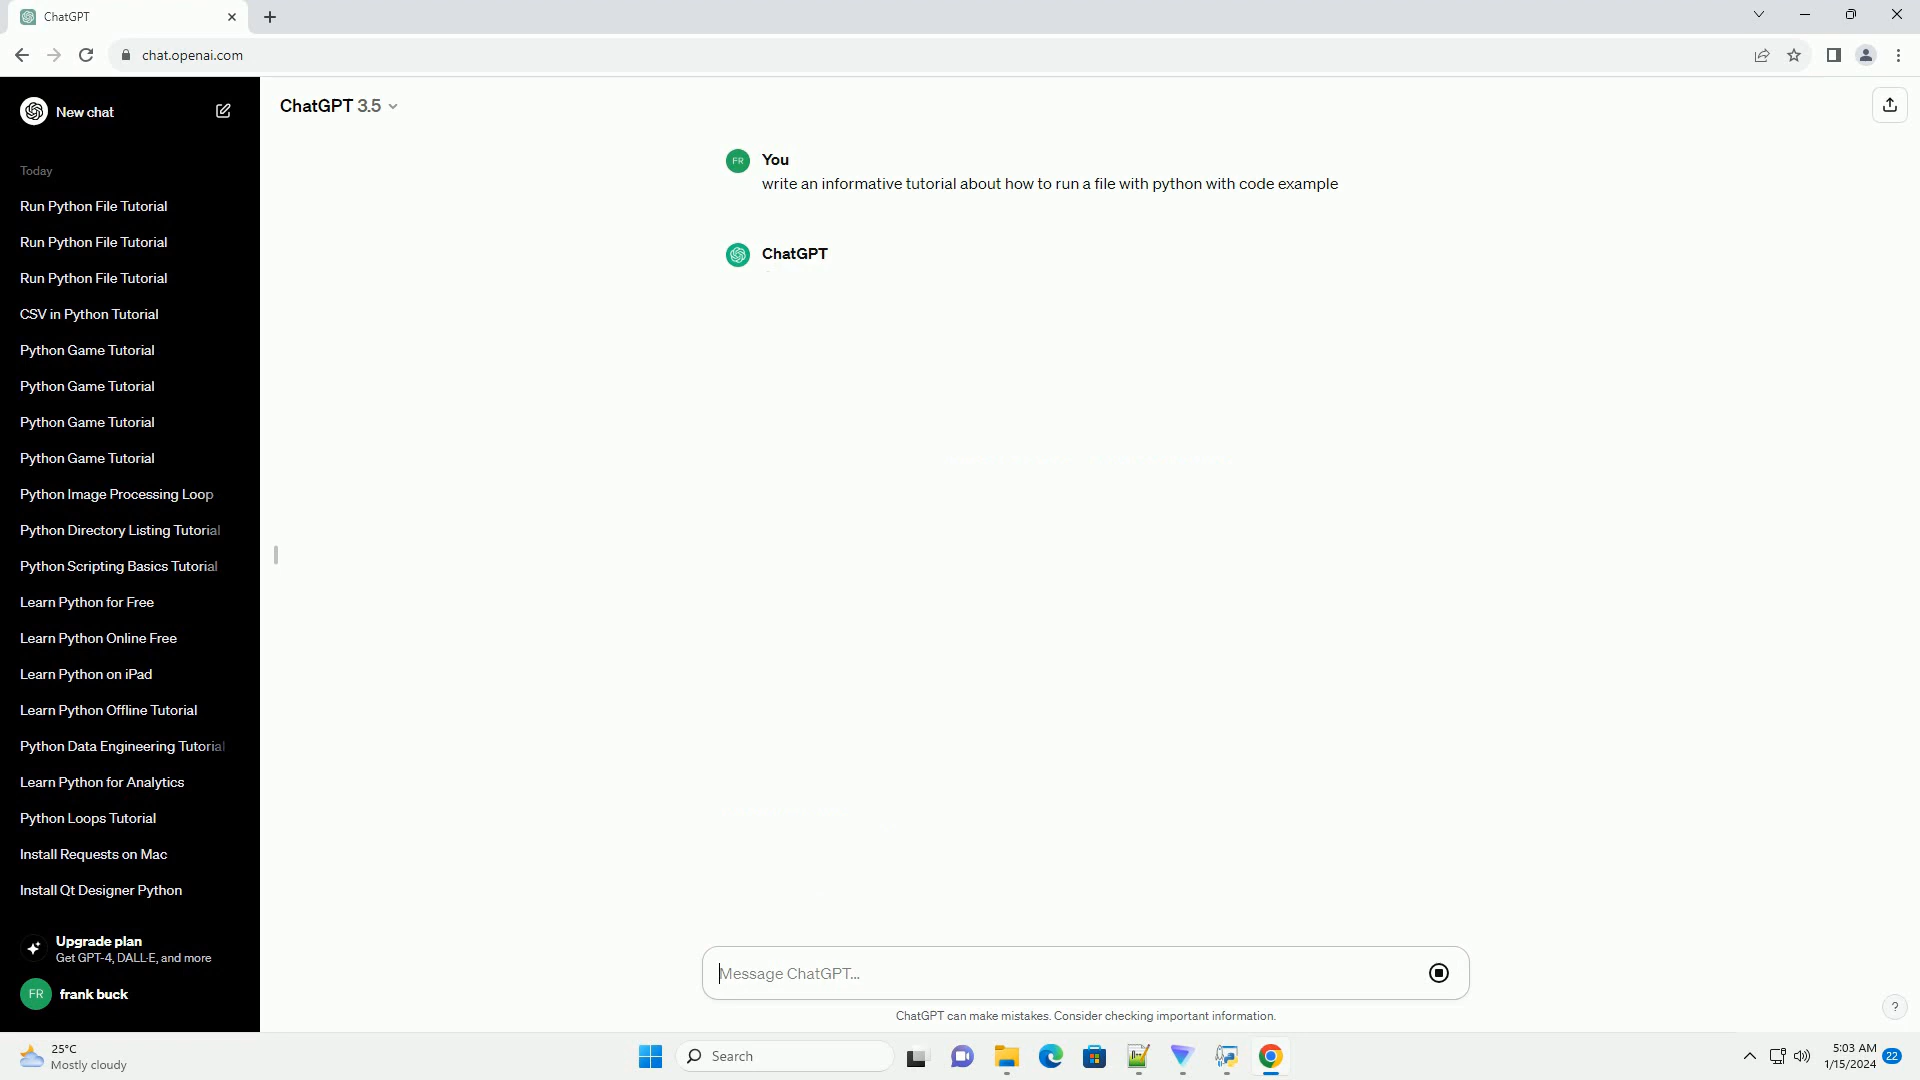 ChatGPT
chat.openai.com
New chat
Today
Run Python File Tutorial
Run Python File Tutorial
Run Python File Tutorial
CSV in Python Tutorial
Python Game Tutorial
Python Game Tutorial
Python Game Tutorial
Python Game Tutorial
Python Image Processing Loop
Python Directory Listing Tutorial
Python Scripting Basics Tutorial
Learn Python for Free
Learn Python Online Free
Learn Python on iPad
Learn Python Offline Tutorial
Python Data Engineering Tutorial
Learn Python for Analytics
Python Loops Tutorial
Install Requests on Mac
Install Qt Designer Python
Upgrade plan
Get GPT-4, DALL·E, and more
FR frank buck
ChatGPT 3.5
FR You
write an informative tutorial about how to run a file with python with code example
ChatGPT
Message ChatGPT...
ChatGPT can make mistakes. Consider checking important information.
?
25°C
Mostly cloudy
Search
5:03 AM
1/15/2024
22